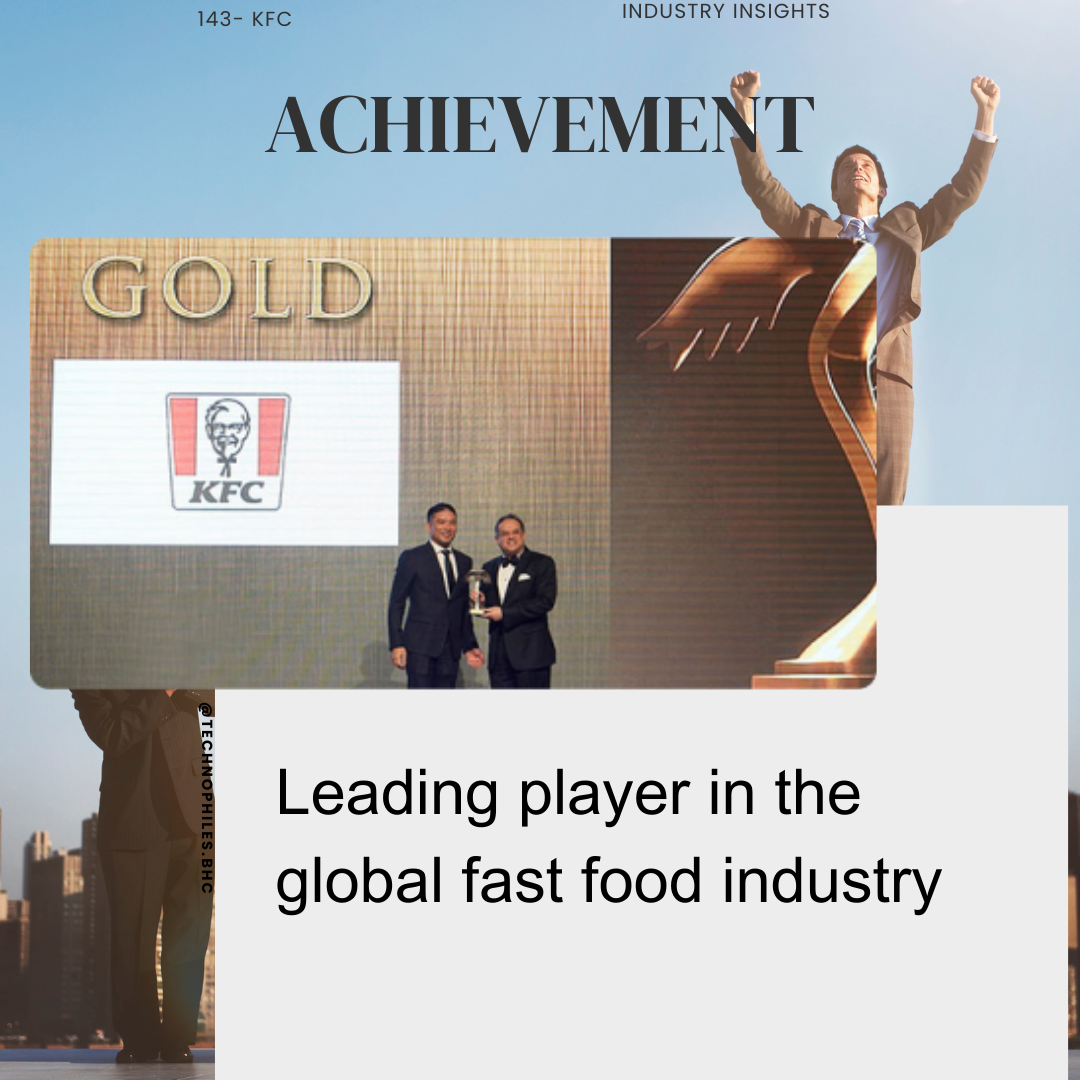 143- KFC
INDUSTRY INSIGHTS
ACHIEVEMENT
GOLD
KFC
@TECHNOPHILES.BHC
Leading player in the
global fast food industry